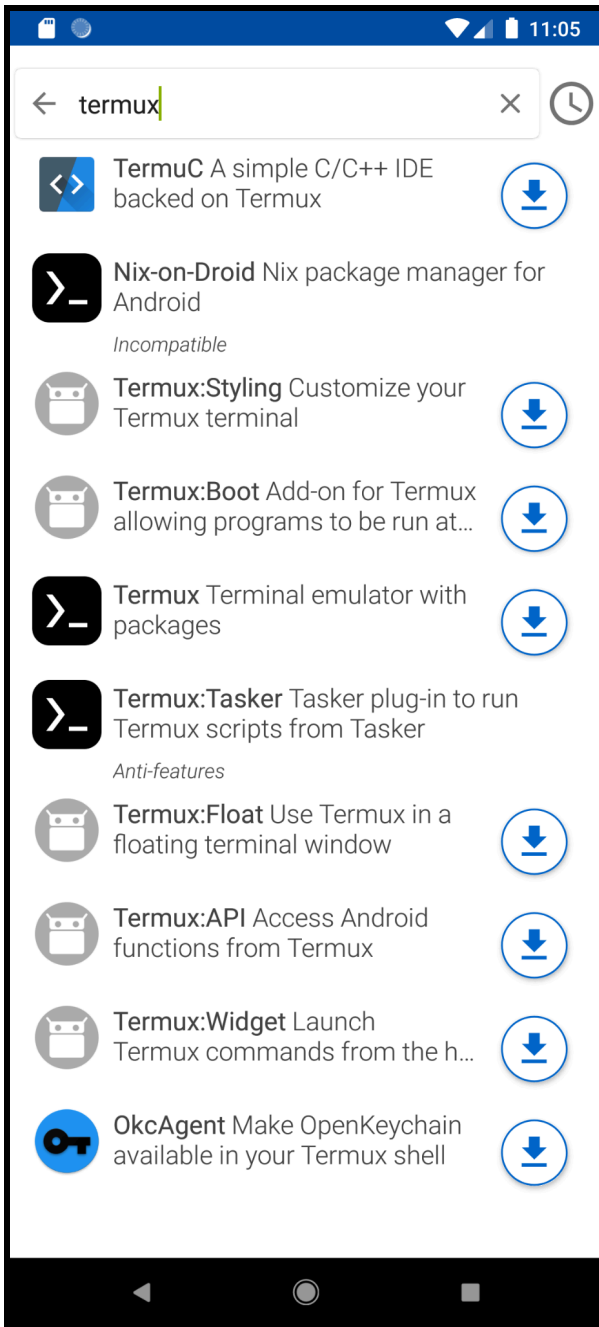 11:05
termux
TermuC A simple C/C++ IDE
backed on Termux
Nix-on-Droid Nix package manager for
Android
Incompatible
Termux:Styling Customize your
Termux terminal
Termux:Boot Add-on for Termux
allowing programs to be run at...
Termux Terminal emulator with
packages
Termux:Tasker Tasker plug-in to run
Termux scripts from Tasker
Anti-features
Termux:Float Use Termux in a
floating terminal window
Termux:API Access Android
functions from Termux
Termux:Widget Launch
Termux commands from the h...
OkcAgent Make OpenKeychain
available in your Termux shell